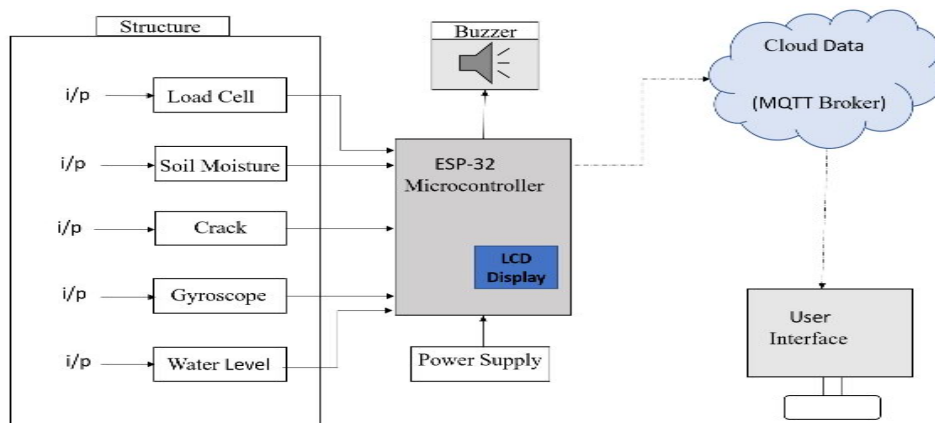 Structure
i/p
Load Cell
i/p
Soil Moisture
i/p
Crack
i/p
Gyroscope
i/p
Water Level
Buzzer
ESP-32
Microcontroller
LCD
Display
Power Supply
Cloud Data
(MQTT Broker)
User
Interface